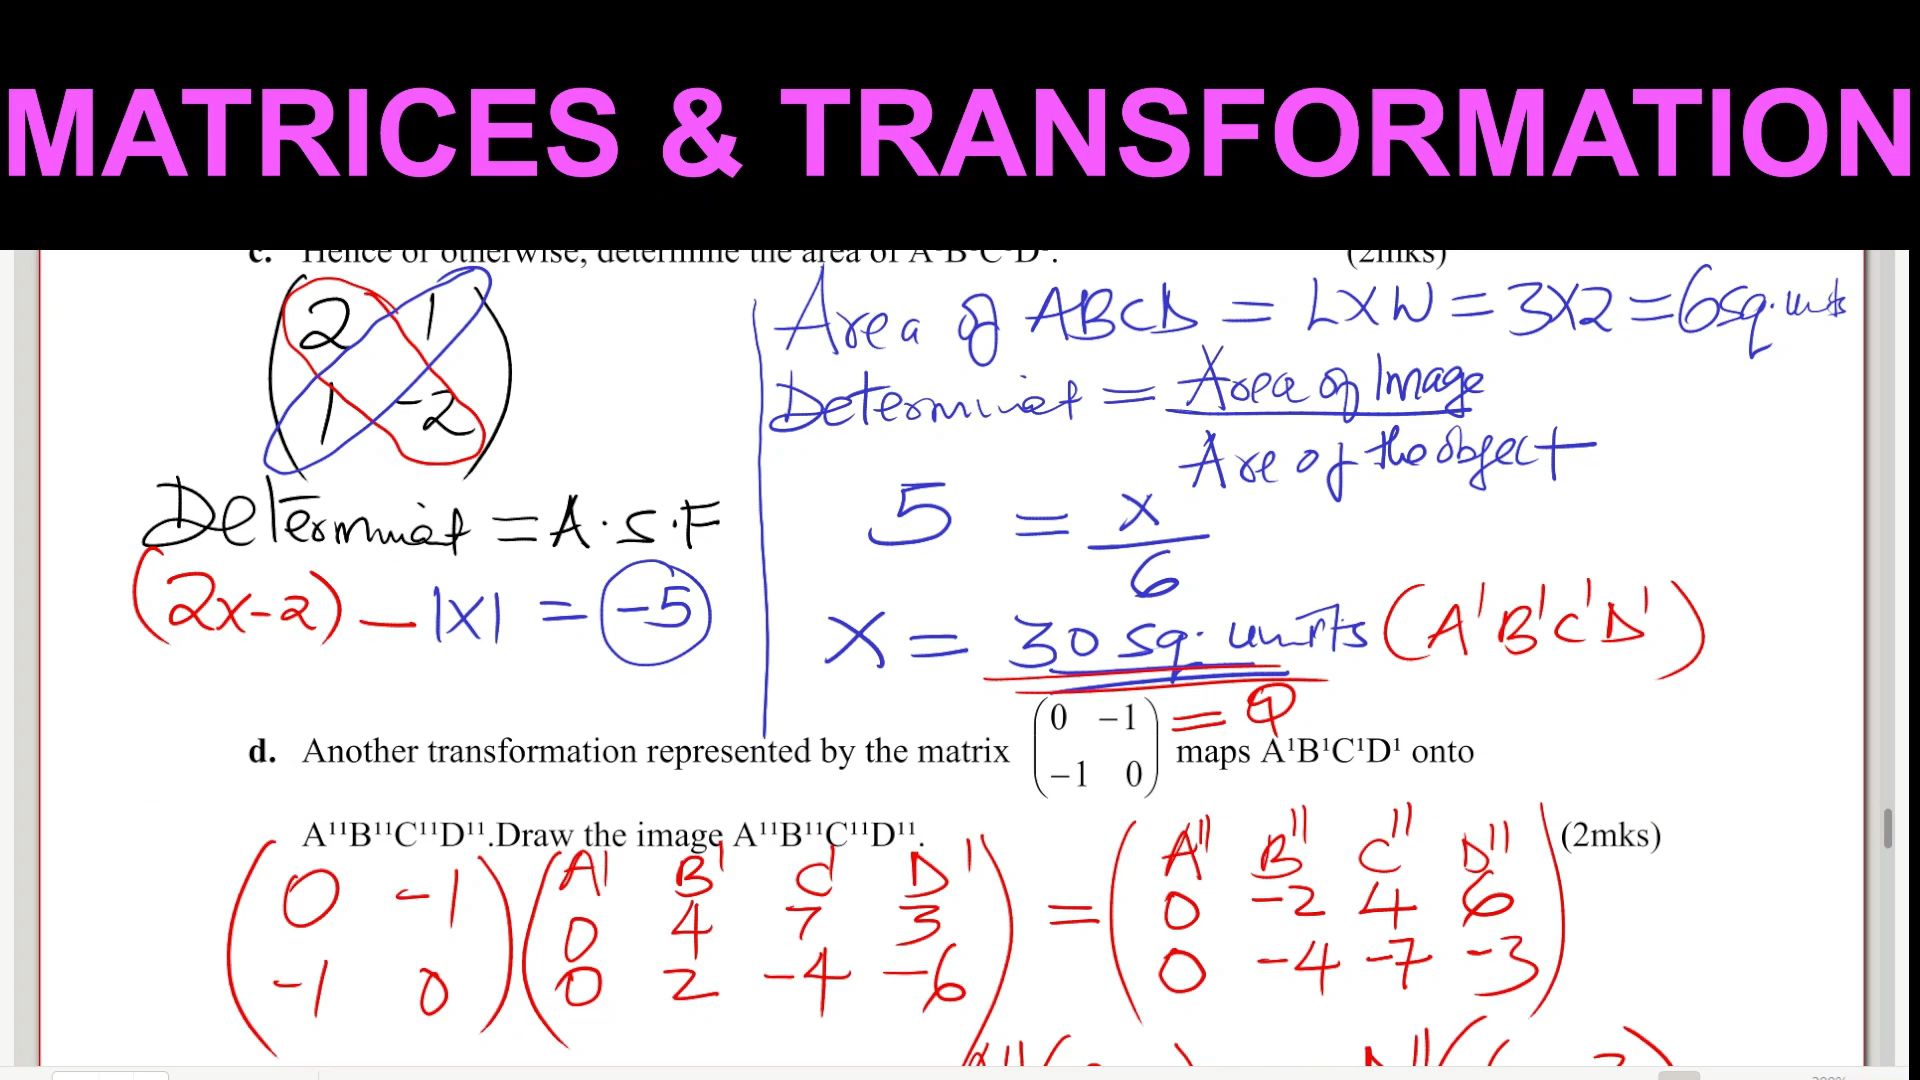 MATRICES & TRANSFORMATION
c. Hence or otherwise, determine the area of A¹B¹C¹D¹. (2mks)
2 1
1 -2
Determinat = A.S.F
(2x-2) - 1x1 = -5
Area of ABCD = LXW = 3X2 = 6sq.units
Determinat = Area of Image
Are of the object
5 = x
6
X = 30 sq. units (A'B'C'D')
d. Another transformation represented by the matrix (0 -1 = Q maps A¹B¹C¹D¹ onto
-1 0)
A¹¹B¹¹C¹¹D¹¹.Draw the image A¹¹B¹¹C¹¹D¹¹. (2mks)
A' B' C' D' A'' B'' C'' D''
0 -1 0 4 7 3 = 0 -2 4 6
-1 0 0 2 -4 -6 0 -4 -7 -3